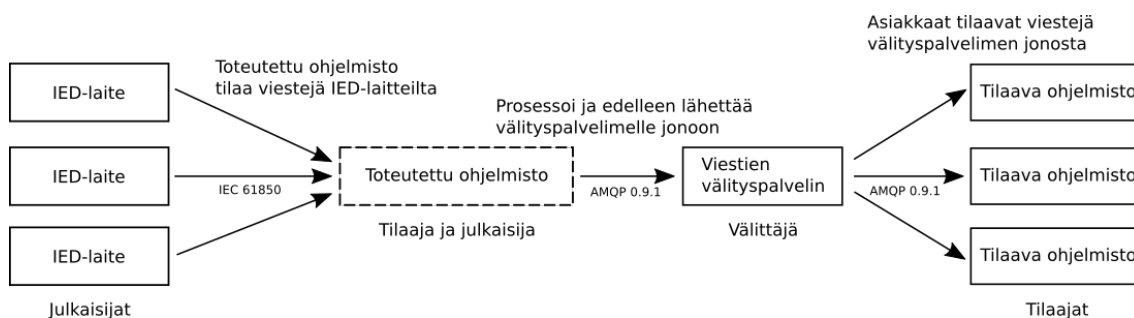 Asiakkaat tilaavat viestejä
välityspalvelimen jonosta
Toteutettu ohjelmisto
tilaa viestejä IED-laitteilta
Prosessoi ja edelleen lähettää
välityspalvelimelle jonoon
IED-laite
IED-laite
IED-laite
Julkaisijat
IEC 61850
Toteutettu ohjelmisto
Tilaaja ja julkaisija
AMQP 0.9.1
Viestien
välityspalvelin
Välittäjä
AMQP 0.9.1
Tilaava ohjelmisto
Tilaava ohjelmisto
Tilaava ohjelmisto
Tilaajat